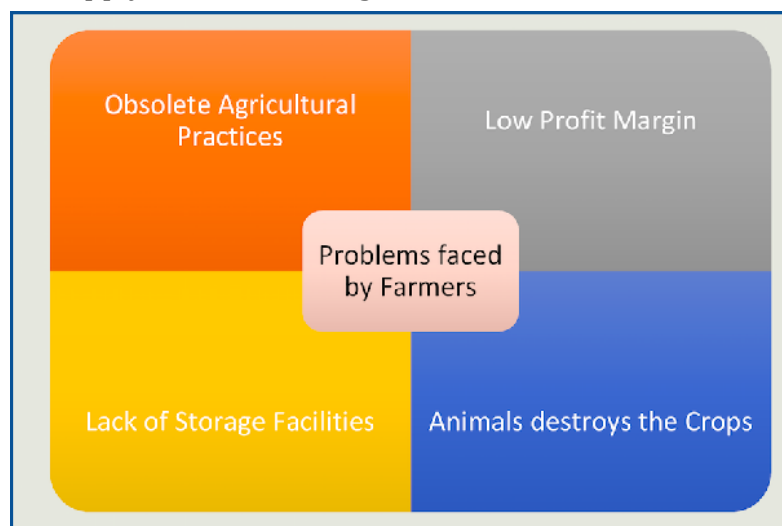 Obsolete Agricultural
Practices
Low Profit Margin
Problems faced
by Farmers
Lack of Storage Facilities
Animals destroys the Crops